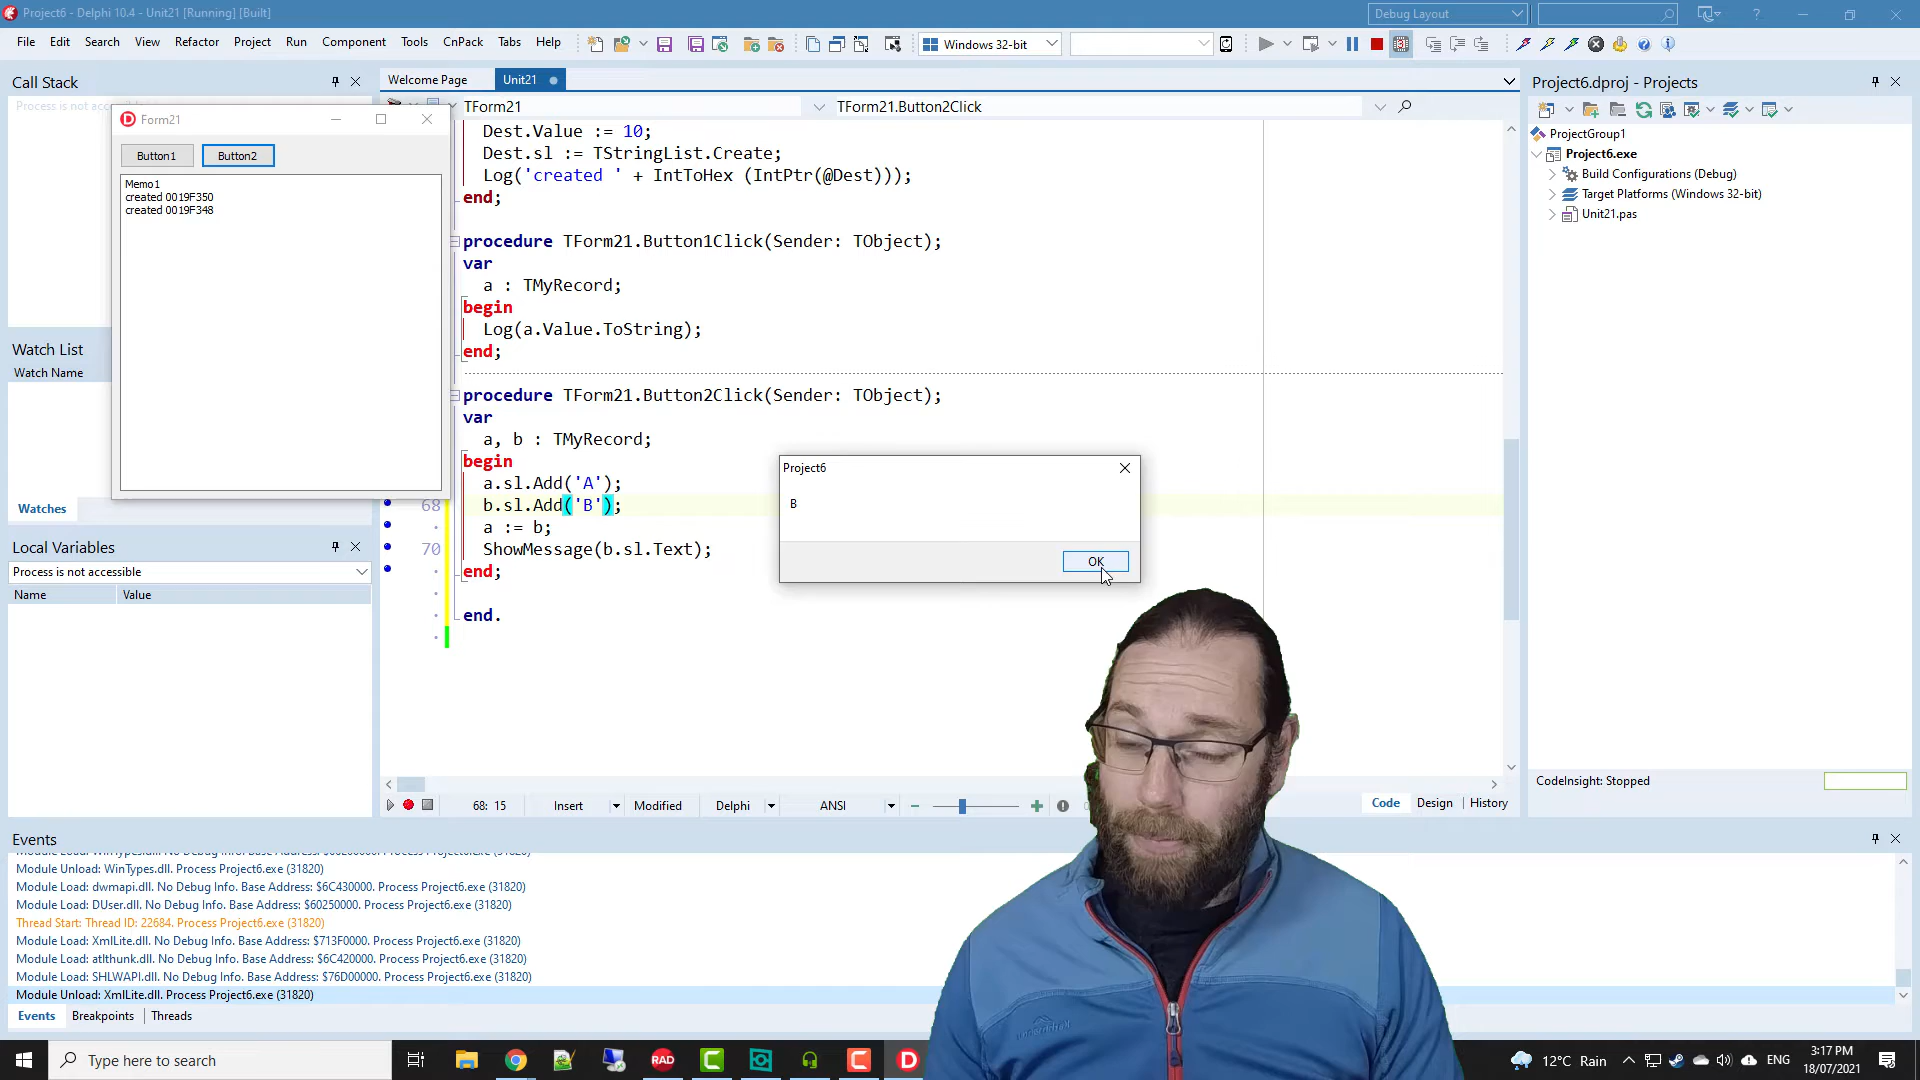 Project6 - Delphi 10.4 - Unit21 [Running] [Built]
Debug Layout
File Edit Search View Refactor Project Run Component Tools CnPack Tabs Help
Windows 32-bit
Call Stack
Process is not accessible
Form21
Button1 Button2
Memo1
created 0019F350
created 0019F348
Watch List
Watch Name
Watches
Local Variables
Process is not accessible
Name Value
Welcome Page Unit21
TForm21 TForm21.Button2Click
Dest.Value := 10;
Dest.sl := TStringList.Create;
Log('created ' + IntToHex (IntPtr(@Dest)));
end;
procedure TForm21.Button1Click(Sender: TObject);
var
a : TMyRecord;
begin
Log(a.Value.ToString);
end;
procedure TForm21.Button2Click(Sender: TObject);
var
a, b : TMyRecord;
begin
a.sl.Add('A');
68 b.sl.Add('B');
a := b;
70 ShowMessage(b.sl.Text);
end;
end.
Project6
B
OK
68: 15 Insert Modified Delphi ANSI
Code Design History
Project6.dproj - Projects
ProjectGroup1
Project6.exe
Build Configurations (Debug)
Target Platforms (Windows 32-bit)
Unit21.pas
CodeInsight: Stopped
Events
Module Unload: WinTypes.dll. Process Project6.exe (31820)
Module Load: dwmapi.dll. No Debug Info. Base Address: $6C430000. Process Project6.exe (31820)
Module Load: DUser.dll. No Debug Info. Base Address: $60250000. Process Project6.exe (31820)
Thread Start: Thread ID: 22684. Process Project6.exe (31820)
Module Load: XmlLite.dll. No Debug Info. Base Address: $713F0000. Process Project6.exe (31820)
Module Load: atlthunk.dll. No Debug Info. Base Address: $6C420000. Process Project6.exe (31820)
Module Load: SHLWAPI.dll. No Debug Info. Base Address: $76D00000. Process Project6.exe (31820)
Module Unload: XmlLite.dll. Process Project6.exe (31820)
Events Breakpoints Threads
Type here to search
RAD
12°C Rain
ENG
3:17 PM
18/07/2021